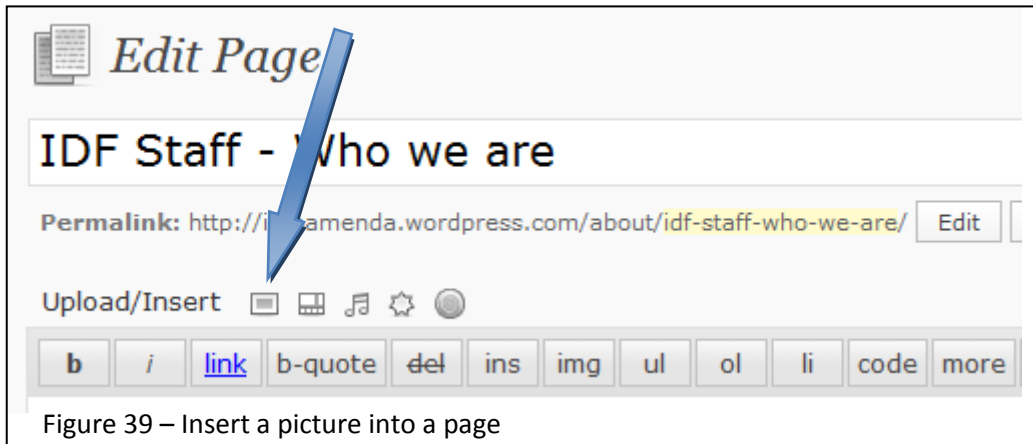 Edit Page
IDF Staff - Who we are
Permalink: amenda.wordpress.com/about/idf-staff-who-we-are/ Edit
Upload/Insert
b i link b-quote del ins img ul ol li code more
Figure 39 – Insert a picture into a page